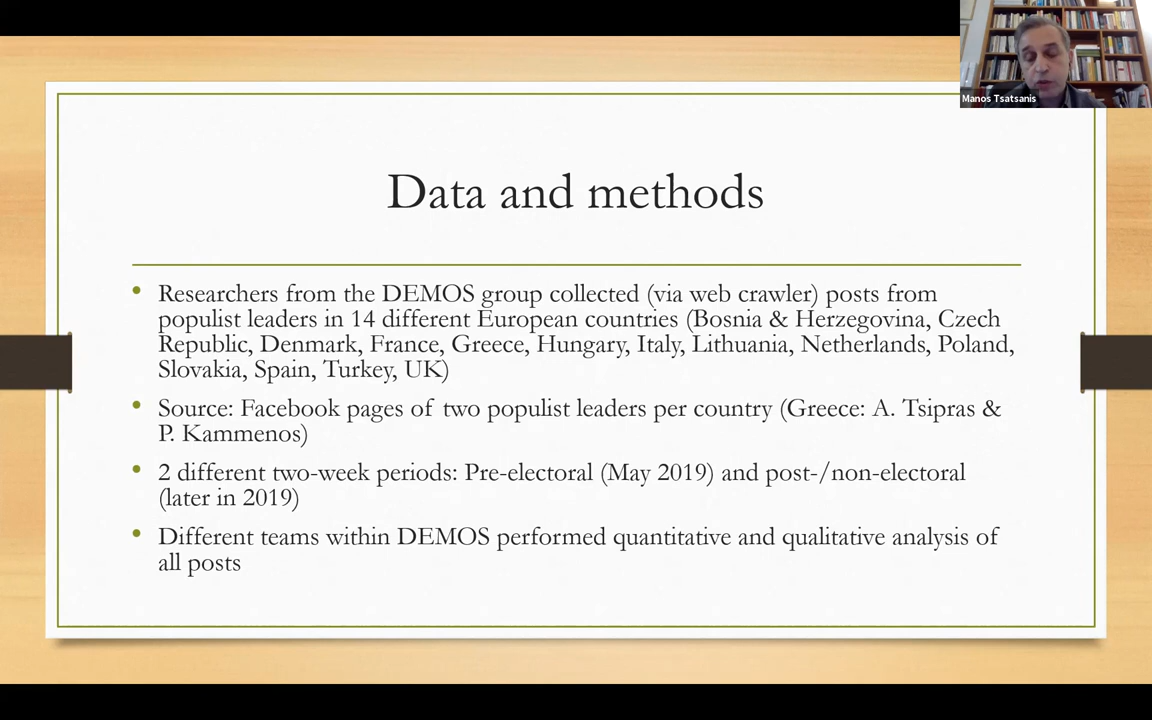 Manos Tsatsanis
Data and methods
• Researchers from the DEMOS group collected (via web crawler) posts from
populist leaders in 14 different European countries (Bosnia & Herzegovina, Czech
Republic, Denmark, France, Greece, Hungary, Italy, Lithuania, Netherlands, Poland,
Slovakia, Spain, Turkey, UK)
• Source: Facebook pages of two populist leaders per country (Greece: A. Tsipras &
P. Kammenos)
• 2 different two-week periods: Pre-electoral (May 2019) and post-/non-electoral
(later in 2019)
• Different teams within DEMOS performed quantitative and qualitative analysis of
all posts